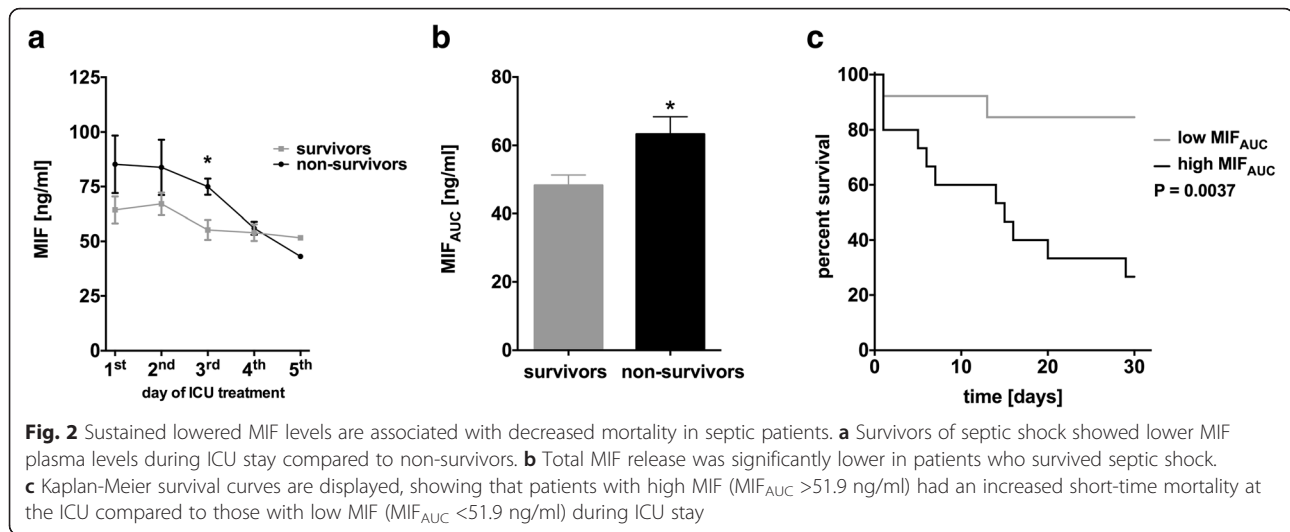 a
125
100
75
50
25
0
MIF [ng/ml]
*
survivors
non-survivors
1st 2nd 3rd 4th 5th
day of ICU treatment
b
80
60
40
20
0
MIFAUC [ng/ml]
*
survivors non-survivors
c
100
80
60
40
20
0
percent survival
0 10 20 30
time [days]
low MIFAUC
high MIFAUC
P = 0.0037
Fig. 2 Sustained lowered MIF levels are associated with decreased mortality in septic patients. a Survivors of septic shock showed lower MIF
plasma levels during ICU stay compared to non-survivors. b Total MIF release was significantly lower in patients who survived septic shock.
c Kaplan-Meier survival curves are displayed, showing that patients with high MIF (MIFAUC >51.9 ng/ml) had an increased short-time mortality at
the ICU compared to those with low MIF (MIFAUC <51.9 ng/ml) during ICU stay